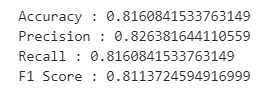 Accuracy : 0.8160841533763149
Precision : 0.826381644110559
Recall : 0.8160841533763149
F1 Score : 0.8113724594916999